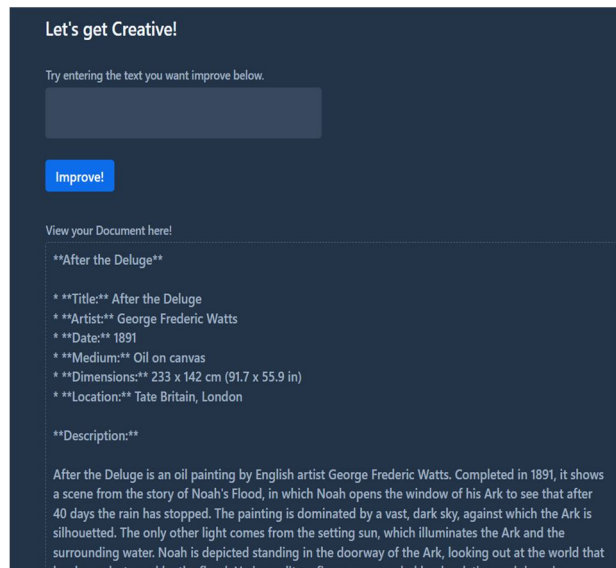 Let's get Creative!
Try entering the text you want improve below.
Improve!
View your Document here!
**After the Deluge**
* **Title:** After the Deluge
* **Artist:** George Frederic Watts
* **Date:** 1891
* **Medium:** Oil on canvas
* **Dimensions:** 233 x 142 cm (91.7 x 55.9 in)
* **Location:** Tate Britain, London
**Description:**
After the Deluge is an oil painting by English artist George Frederic Watts. Completed in 1891, it shows
a scene from the story of Noah's Flood, in which Noah opens the window of his Ark to see that after
40 days the rain has stopped. The painting is dominated by a vast, dark sky, against which the Ark is
silhouetted. The only other light comes from the setting sun, which illuminates the Ark and the
surrounding water. Noah is depicted standing in the doorway of the Ark, looking out at the world that